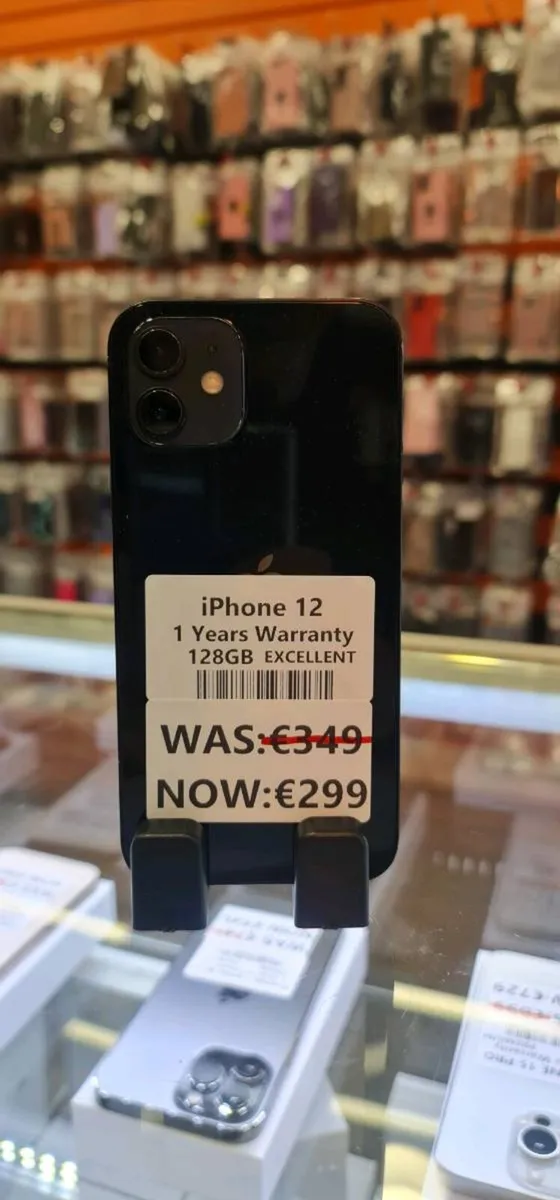 iPhone 12
1 Years Warranty
128GB EXCELLENT
WAS:€349
NOW:€299